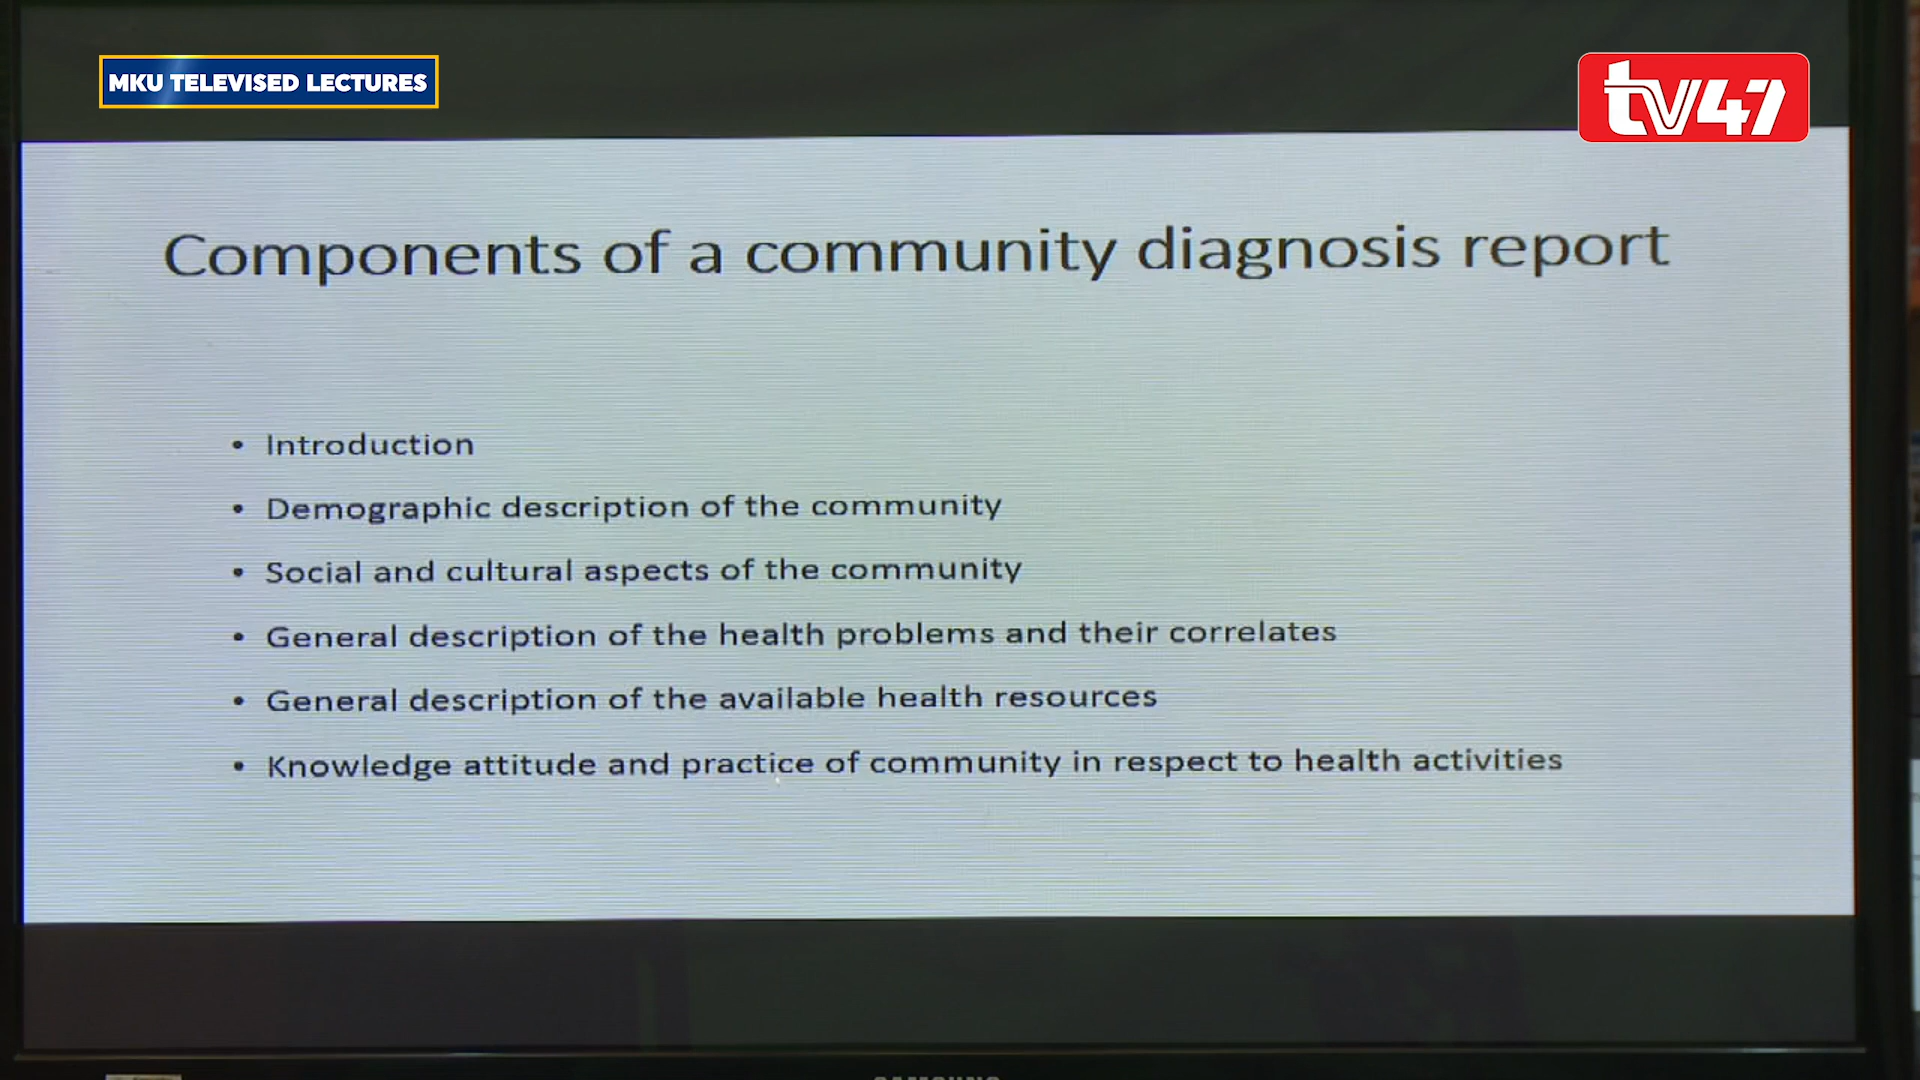 MKU TELEVISED LECTURES
tv47
Components of a community diagnosis report
• Introduction
• Demographic description of the community
• Social and cultural aspects of the community
• General description of the health problems and their correlates
• General description of the available health resources
• Knowledge attitude and practice of community in respect to health activities